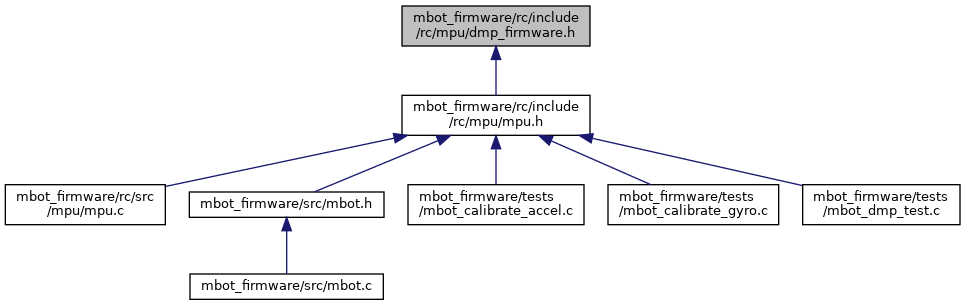 mbot_firmware/rc/include
/rc/mpu/dmp_firmware.h
mbot_firmware/rc/include
/rc/mpu/mpu.h
mbot_firmware/rc/src
/mpu/mpu.c
mbot_firmware/src/mbot.h
mbot_firmware/tests
/mbot_calibrate_accel.c
mbot_firmware/tests
/mbot_calibrate_gyro.c
mbot_firmware/tests
/mbot_dmp_test.c
mbot_firmware/src/mbot.c